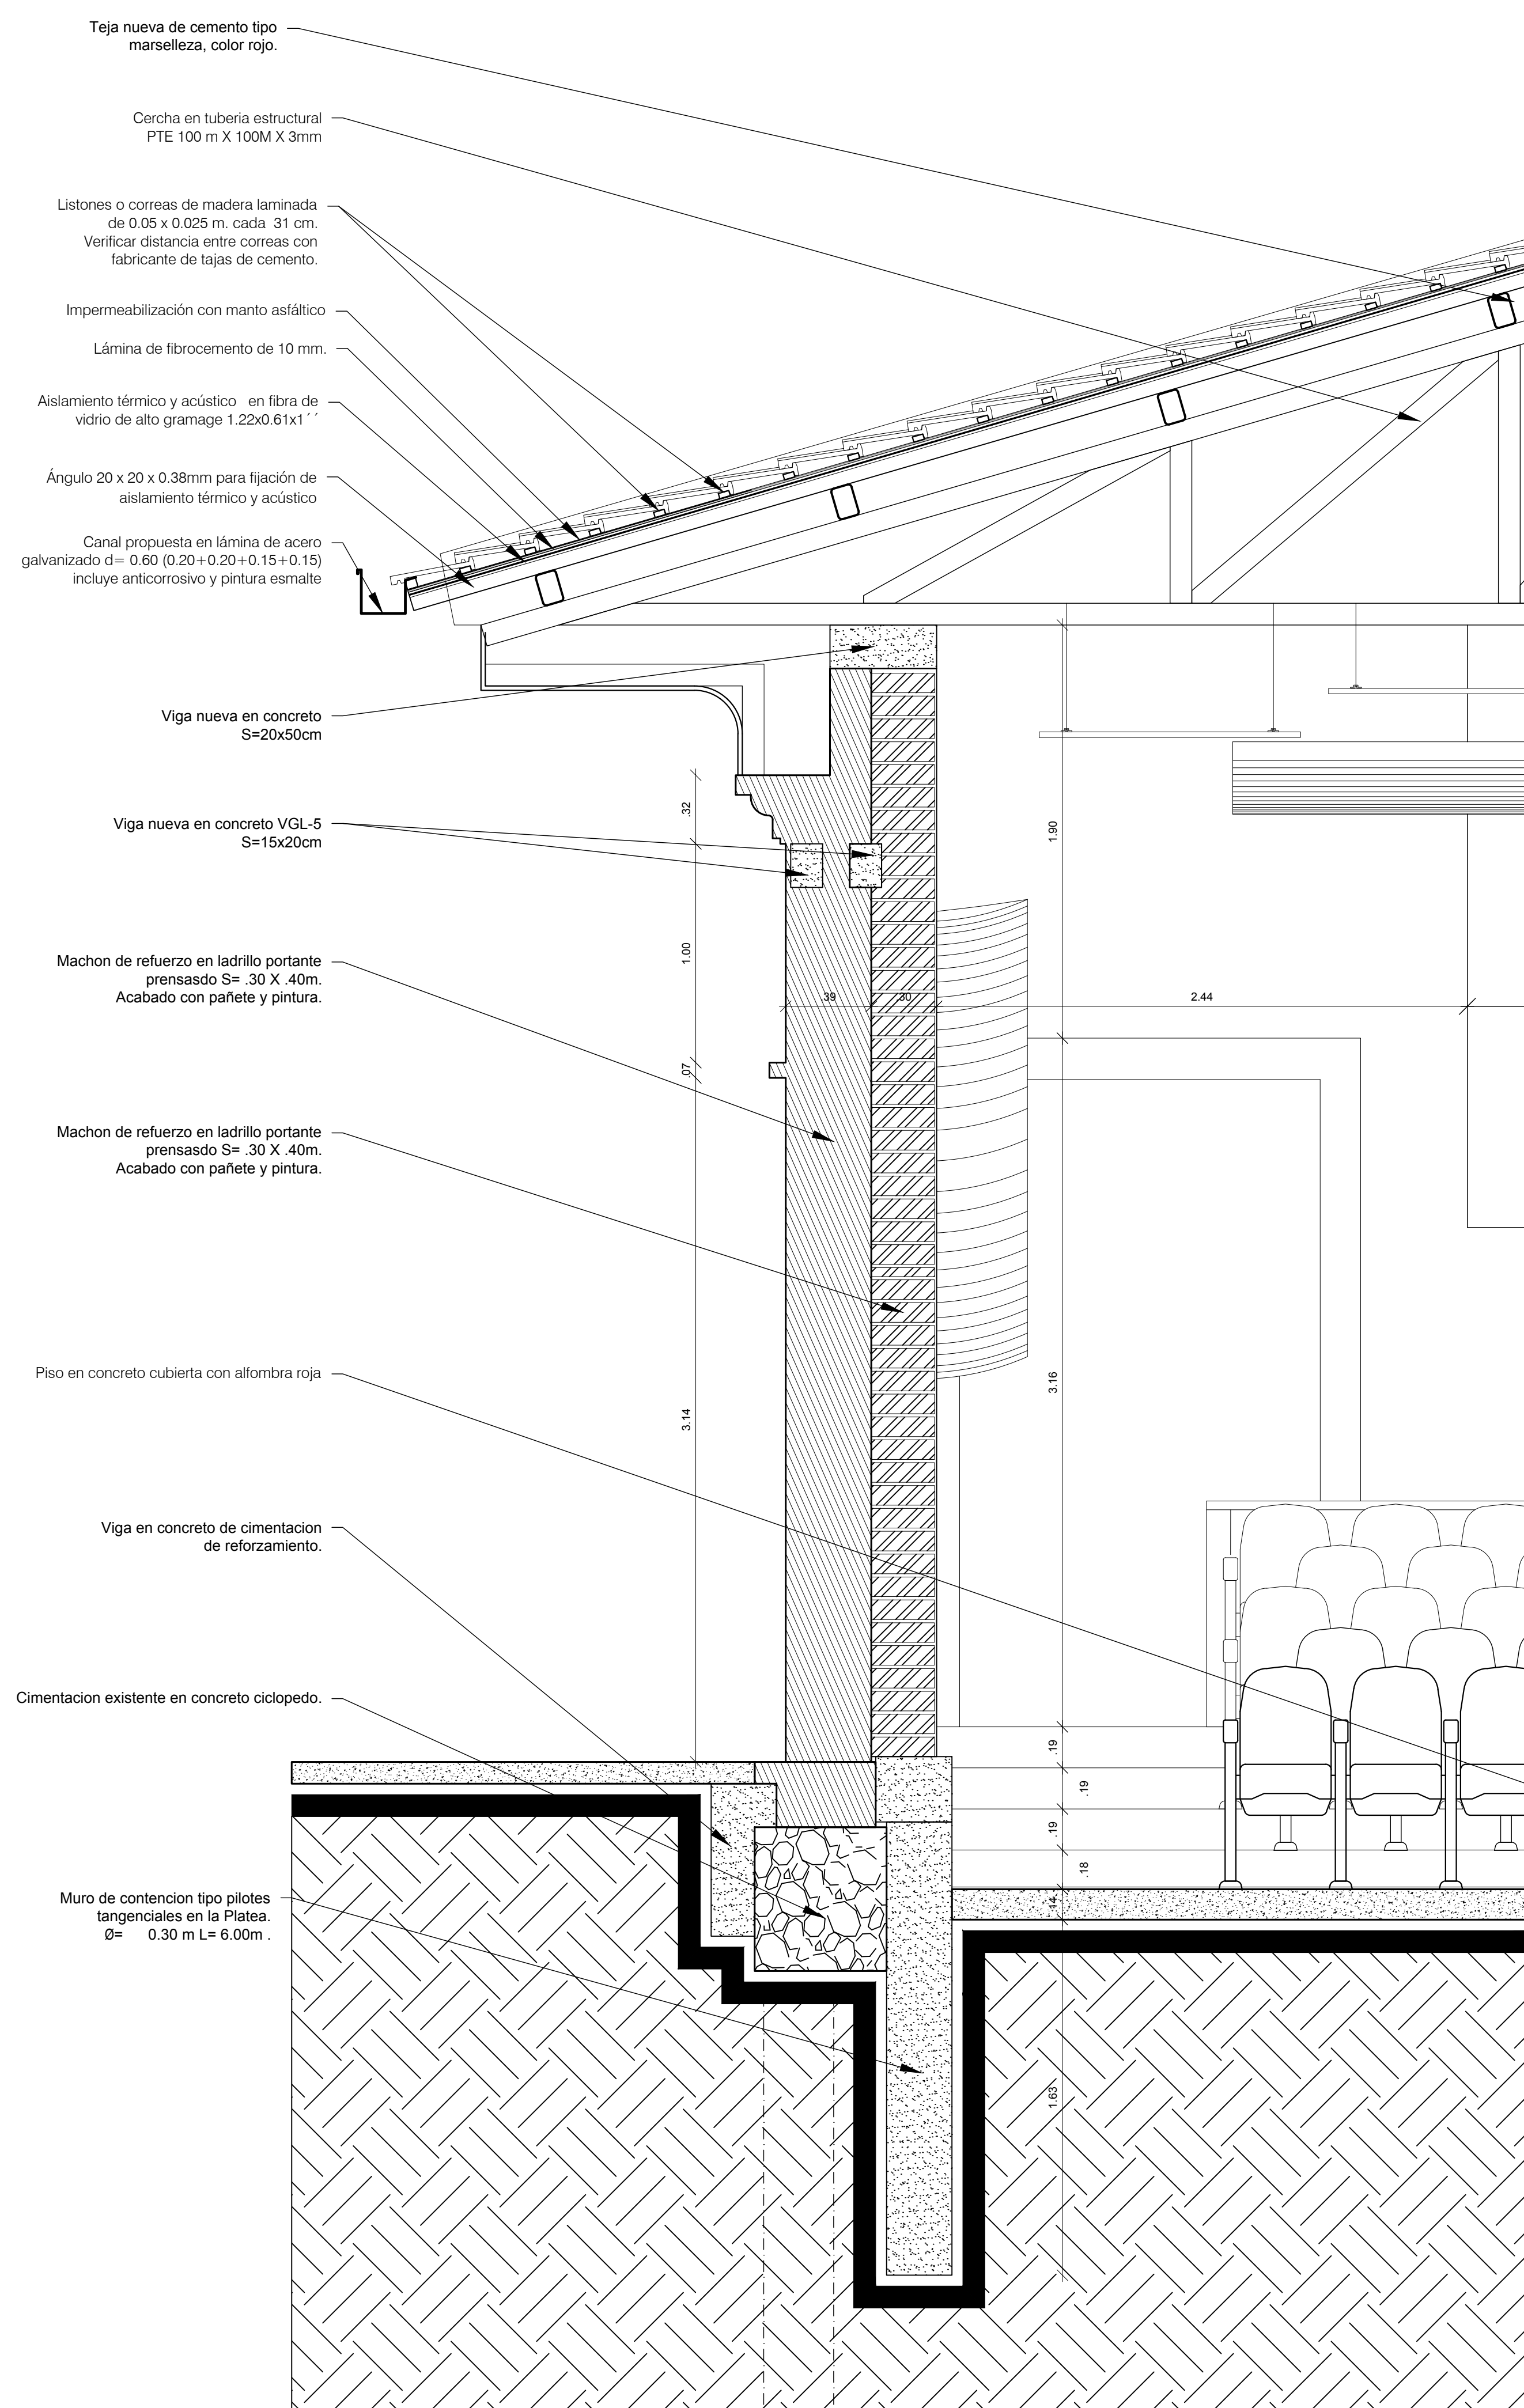 Teja nueva de cemento tipo
marselleza, color rojo.
Cercha en tuberia estructural
PTE 100 m X 100M X 3mm
Listones o correas de madera laminada
de 0.05 x 0.025 m. cada 31 cm.
Verificar distancia entre correas con
fabricante de tajas de cemento.
Impermeabilización con manto asfáltico
Lámina de fibrocemento de 10 mm.
Aislamiento térmico y acústico en fibra de
vidrio de alto gramage 1.22x0.61x1´´
Ángulo 20 x 20 x 0.38mm para fijación de
aislamiento térmico y acústico
Canal propuesta en lámina de acero
galvanizado d= 0.60 (0.20+0.20+0.15+0.15)
incluye anticorrosivo y pintura esmalte
Viga nueva en concreto
S=20x50cm
Viga nueva en concreto VGL-5
S=15x20cm
Machon de refuerzo en ladrillo portante
prensasdo S= .30 X .40m.
Acabado con pañete y pintura.
Machon de refuerzo en ladrillo portante
prensasdo S= .30 X .40m.
Acabado con pañete y pintura.
Piso en concreto cubierta con alfombra roja
Viga en concreto de cimentacion
de reforzamiento.
Cimentacion existente en concreto ciclopedo.
Muro de contencion tipo pilotes
tangenciales en la Platea.
Ø= 0.30 m L= 6.00m .
.32
1.00
.07
3.14
.39
.30
2.44
1.90
3.16
.19
.19
.19
.18
.14
1.63